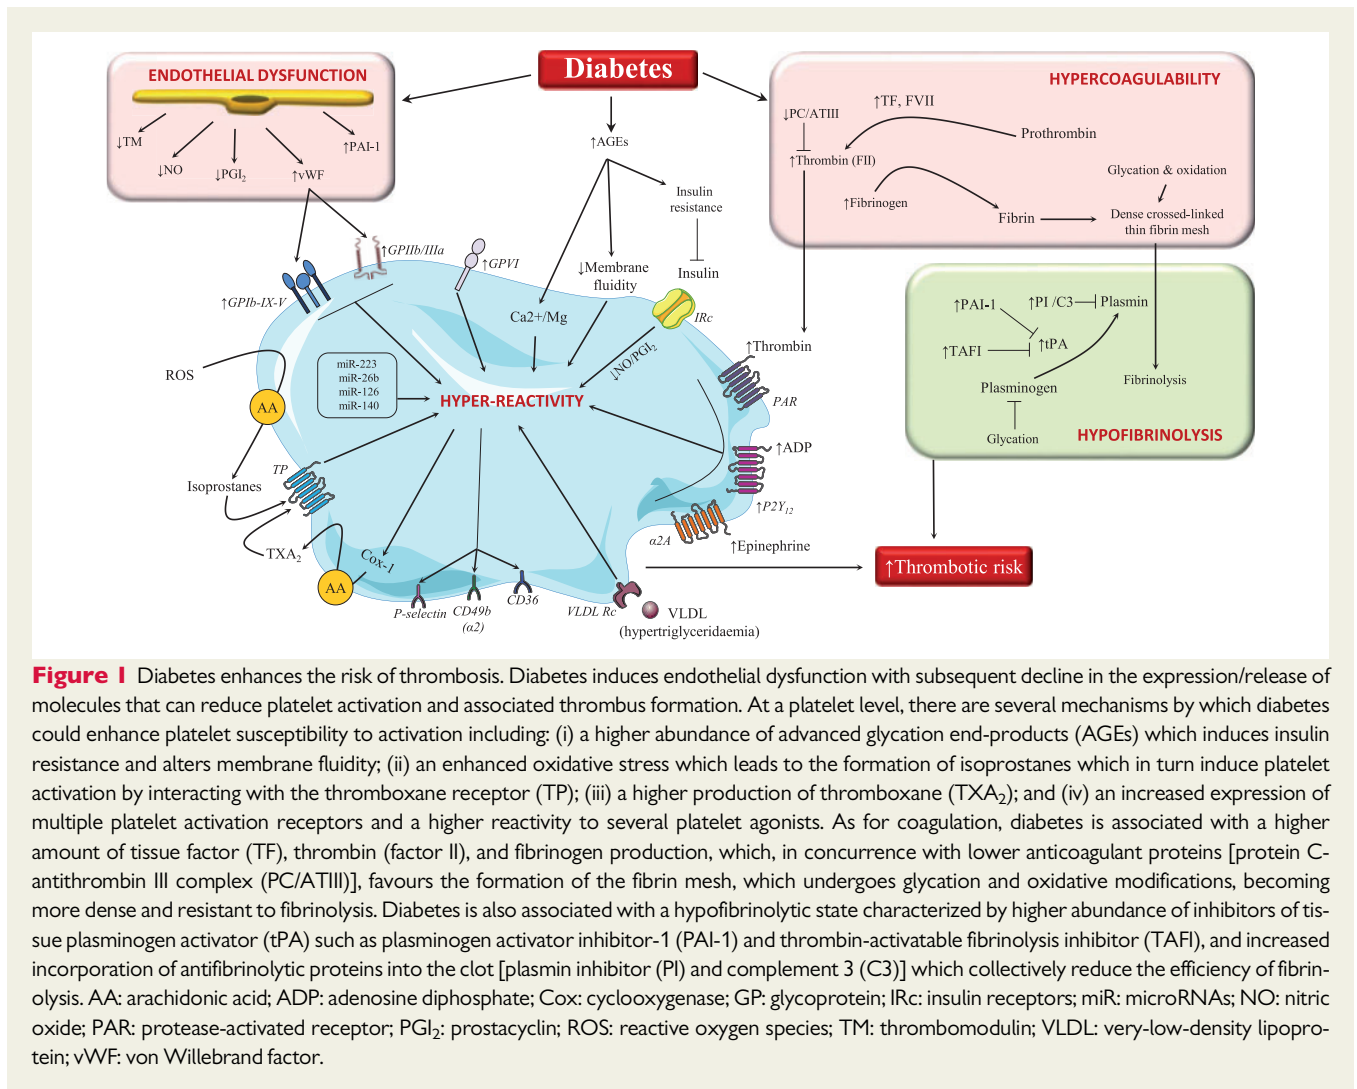 Diabetes
ENDOTHELIAL DYSFUNCTION
↓TM
↓NO
↓PGI₂
↑vWF
↑PAI-1
HYPERCOAGULABILITY
↓PC/ATIII
↑TF, FVII
Prothrombin
↑Thrombin (FII)
Glycation & oxidation
↑Fibrinogen
Fibrin
Dense crossed-linked
thin fibrin mesh
↑AGEs
Insulin
resistance
Insulin
↓Membrane
fluidity
Ca2+/Mg
IRc
↓NO/PGI₂
↑GPIIb/IIIa
↑GPVI
↑GPIb-IX-V
ROS
AA
miR-223
miR-26b
miR-126
miR-140
HYPER-REACTIVITY
↑Thrombin
PAR
↑ADP
↑P2Y₁₂
α2A
↑Epinephrine
TP
Isoprostanes
TXA₂
AA
Cox-1
P-selectin
CD49b
(α2)
CD36
VLDL Rc
VLDL
(hypertriglyceridaemia)
↑PAI-1
↑PI /C3
Plasmin
↑TAFI
↑tPA
Plasminogen
Fibrinolysis
Glycation
HYPOFIBRINOLYSIS
↑Thrombotic risk
Figure 1 Diabetes enhances the risk of thrombosis. Diabetes induces endothelial dysfunction with subsequent decline in the expression/release of
molecules that can reduce platelet activation and associated thrombus formation. At a platelet level, there are several mechanisms by which diabetes
could enhance platelet susceptibility to activation including: (i) a higher abundance of advanced glycation end-products (AGEs) which induces insulin
resistance and alters membrane fluidity; (ii) an enhanced oxidative stress which leads to the formation of isoprostanes which in turn induce platelet
activation by interacting with the thromboxane receptor (TP); (iii) a higher production of thromboxane (TXA₂); and (iv) an increased expression of
multiple platelet activation receptors and a higher reactivity to several platelet agonists. As for coagulation, diabetes is associated with a higher
amount of tissue factor (TF), thrombin (factor II), and fibrinogen production, which, in concurrence with lower anticoagulant proteins [protein C-
antithrombin III complex (PC/ATIII)], favours the formation of the fibrin mesh, which undergoes glycation and oxidative modifications, becoming
more dense and resistant to fibrinolysis. Diabetes is also associated with a hypofibrinolytic state characterized by higher abundance of inhibitors of tis-
sue plasminogen activator (tPA) such as plasminogen activator inhibitor-1 (PAI-1) and thrombin-activatable fibrinolysis inhibitor (TAFI), and increased
incorporation of antifibrinolytic proteins into the clot [plasmin inhibitor (PI) and complement 3 (C3)] which collectively reduce the efficiency of fibrin-
olysis. AA: arachidonic acid; ADP: adenosine diphosphate; Cox: cyclooxygenase; GP: glycoprotein; IRc: insulin receptors; miR: microRNAs; NO: nitric
oxide; PAR: protease-activated receptor; PGI₂: prostacyclin; ROS: reactive oxygen species; TM: thrombomodulin; VLDL: very-low-density lipopro-
tein; vWF: von Willebrand factor.